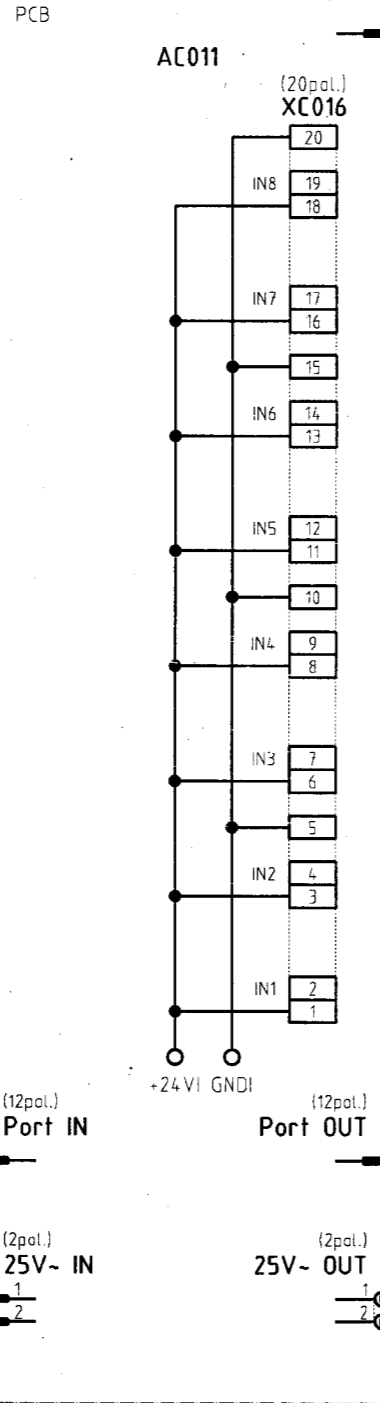 PCB
AC011
(20pol.)
XC016
20
IN8 19
18
IN7 17
16
15
IN6 14
13
IN5 12
11
10
IN4 9
8
IN3 7
6
5
IN2 4
3
IN1 2
1
+24VI GNDI
(12pol.) (12pol.)
Port IN Port OUT
(2pol.) (2pol.)
25V~ IN 25V~ OUT
1 1
2 2